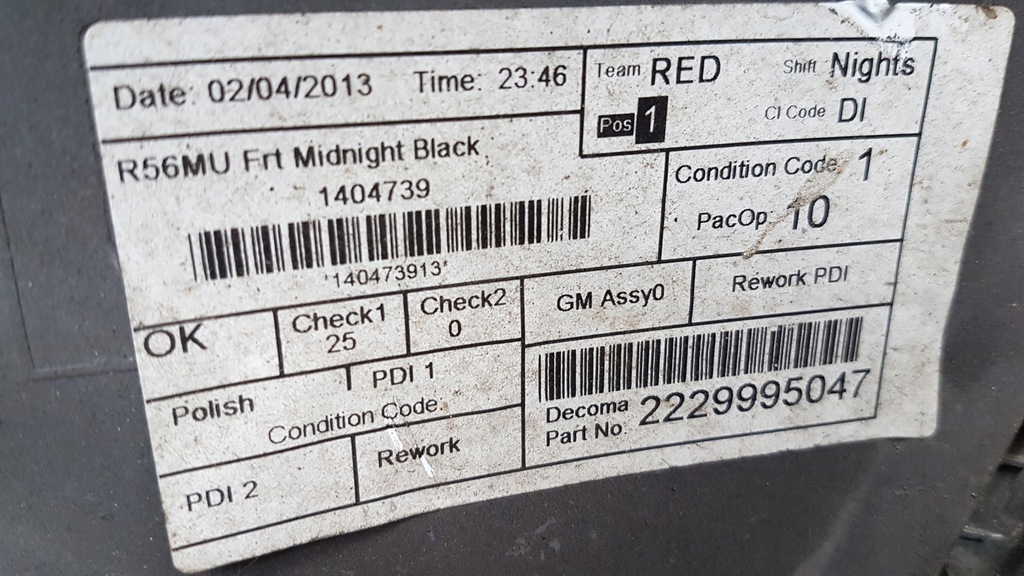 Date: 02/04/2013 Time: 23:46
Team RED Shift Nights
Pos 1 CI Code DI
R56MU Frt Midnight Black
1404739
*140473913*
Condition Code 1
PacOp 10
OK Check1 25 Check2 0 GM Assy0 Rework PDI
Polish PDI 1
Condition Code:
PDI 2 Rework
Decoma Part No: 2229995047